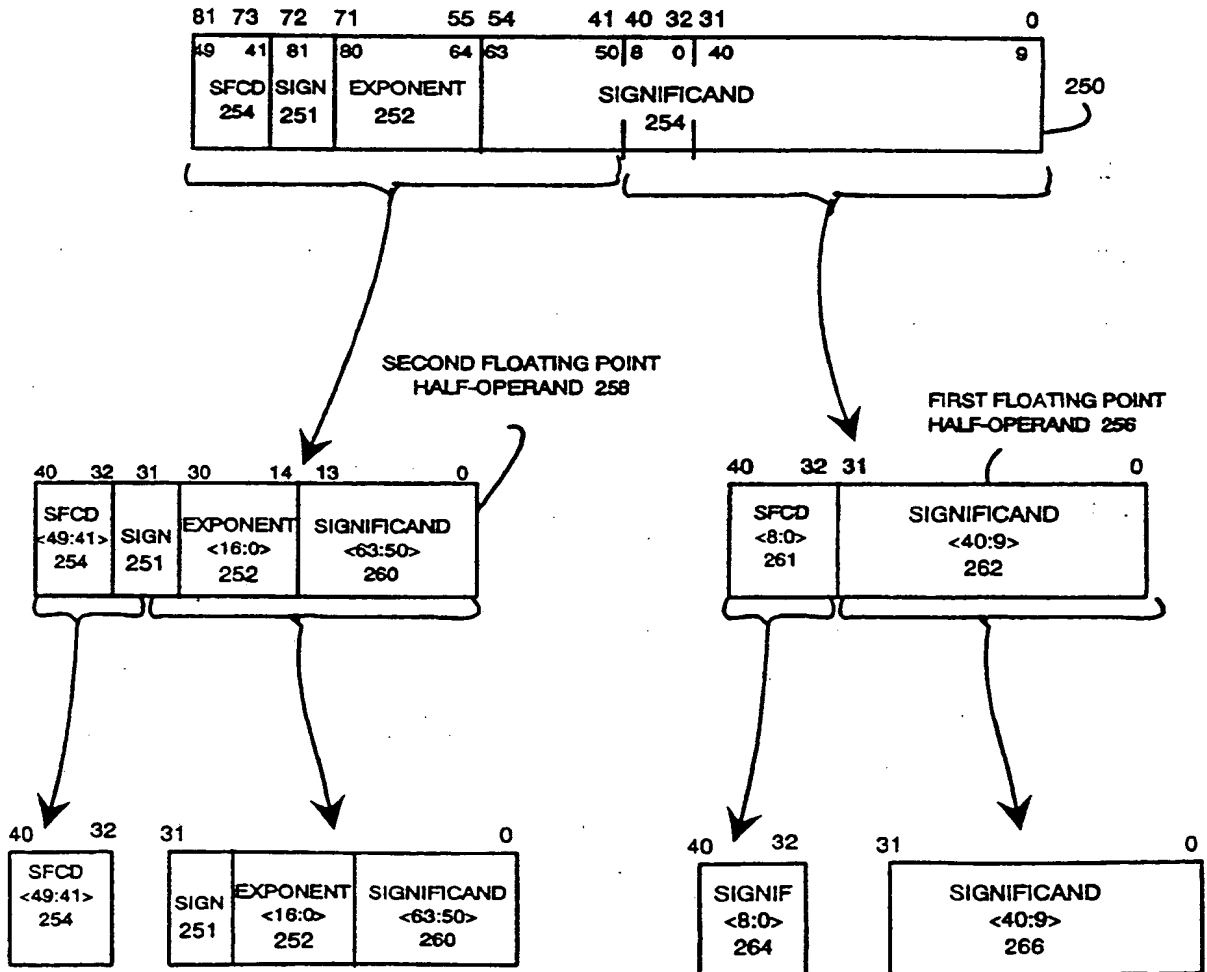 81 73 72 71 55 54 41 40 32 31 0
49 41 81 80 64 63 50 8 0 40 9
SFCD SIGN EXPONENT SIGNIFICAND
254 251 252 254
250
SECOND FLOATING POINT
HALF-OPERAND 258
FIRST FLOATING POINT
HALF-OPERAND 256
40 32 31 30 14 13 0
SFCD
<49:41>
254
SIGN
251
EXPONENT
<16:0>
252
SIGNIFICAND
<63:50>
260
40 32 31 0
SFCD
<8:0>
261
SIGNIFICAND
<40:9>
262
40 32
SFCD
<49:41>
254
31 0
SIGN
251
EXPONENT
<16:0>
252
SIGNIFICAND
<63:50>
260
40 32
SIGNIF
<8:0>
264
31 0
SIGNIFICAND
<40:9>
266